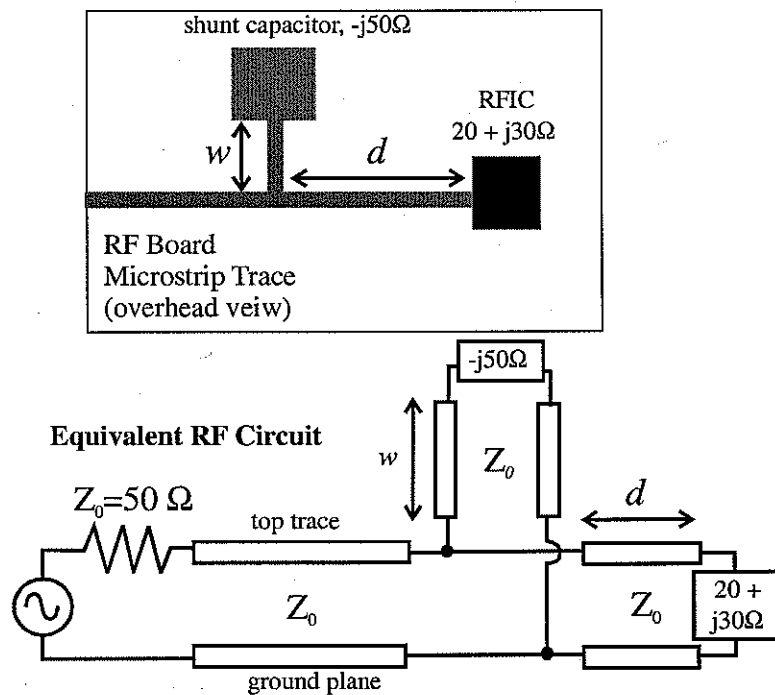 shunt capacitor, -j50Ω
RFIC
20 + j30Ω
w
d
RF Board
Microstrip Trace
(overhead veiw)
-j50Ω
Equivalent RF Circuit
w
Z0
d
Z0=50 Ω
top trace
Z0
Z0
20 +
j30Ω
ground plane